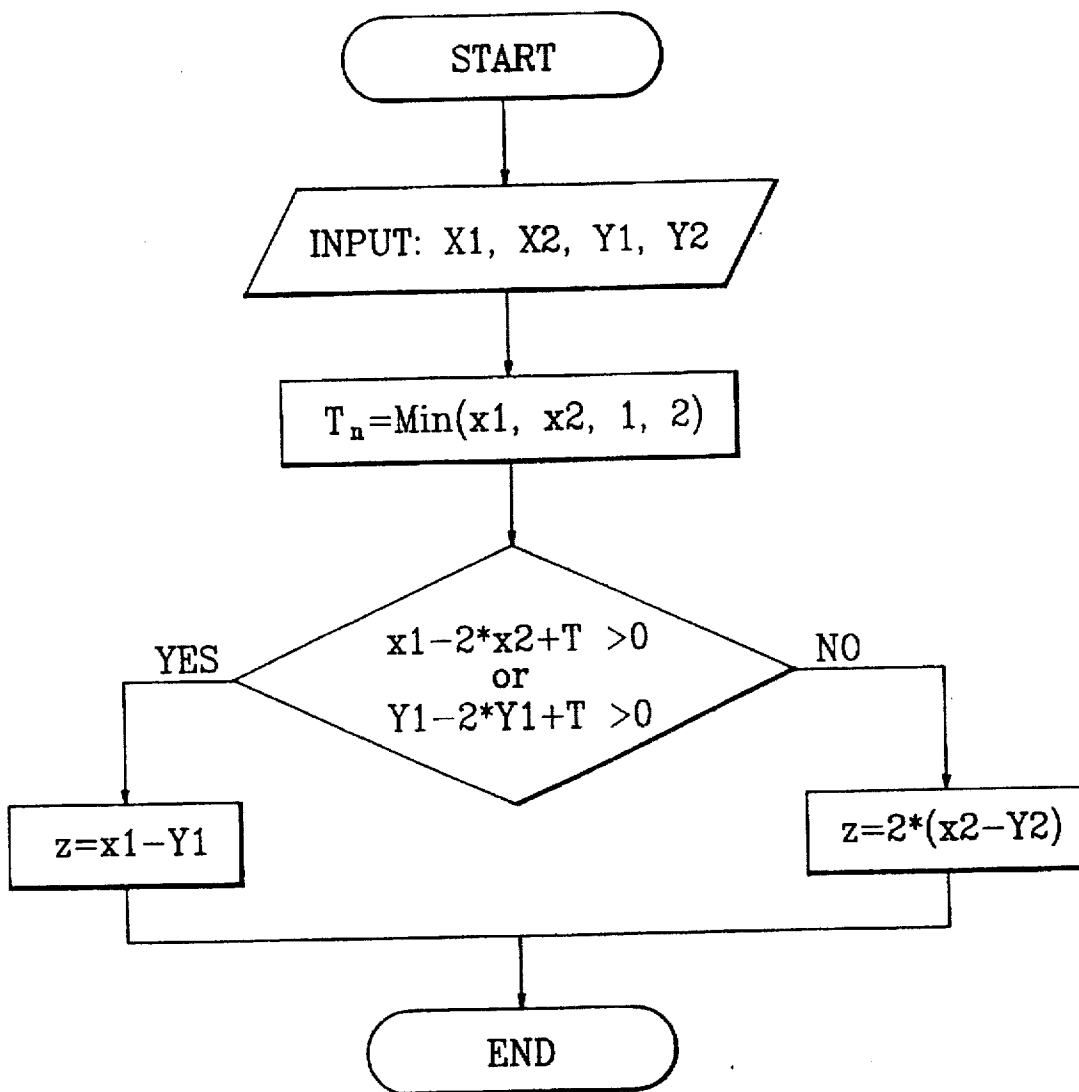 START
INPUT: X1, X2, Y1, Y2
Tn=Min(x1, x2, 1, 2)
x1-2*x2+T >0
or
Y1-2*Y1+T >0
YES
NO
z=x1-Y1
z=2*(x2-Y2)
END